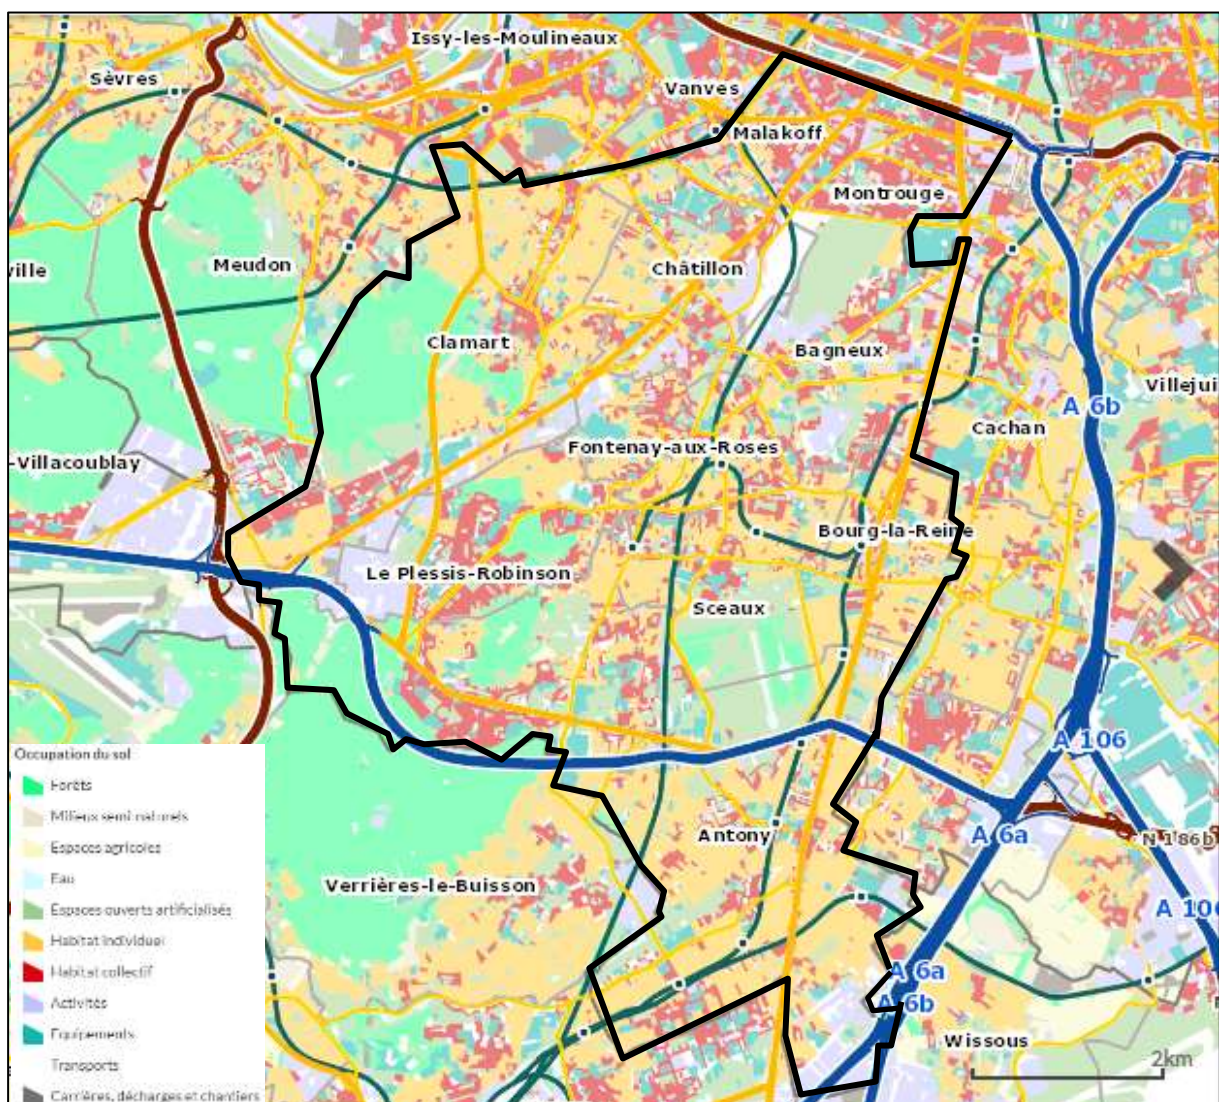 Issy-les-Moulineaux
Sèvres
Vanves
Malakoff
Montrouge
ville
Meudon
Châtillon
Clamart
Bagneux
Villejui
A 6b
Cachan
Fontenay-aux-Roses
-Villacoublay
Bourg-la-Reine
Le Plessis-Robinson
Sceaux
A 106
Occupation du sol
Forêts
Milieux semi-naturels
Espaces agricoles
Eau
Espaces ouverts artificialisés
Habitat individuel
Habitat collectif
Activités
Equipements
Transports
Carrières, décharges et chantiers
Antony
A 6a
N 186b
Verrières-le-Buisson
A 106
A 6a
A 6b
Wissous
2km